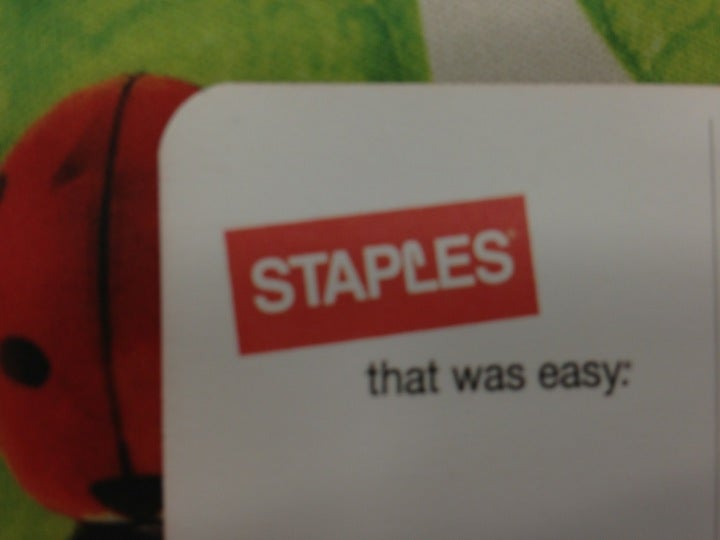 STAPLES
that was easy.